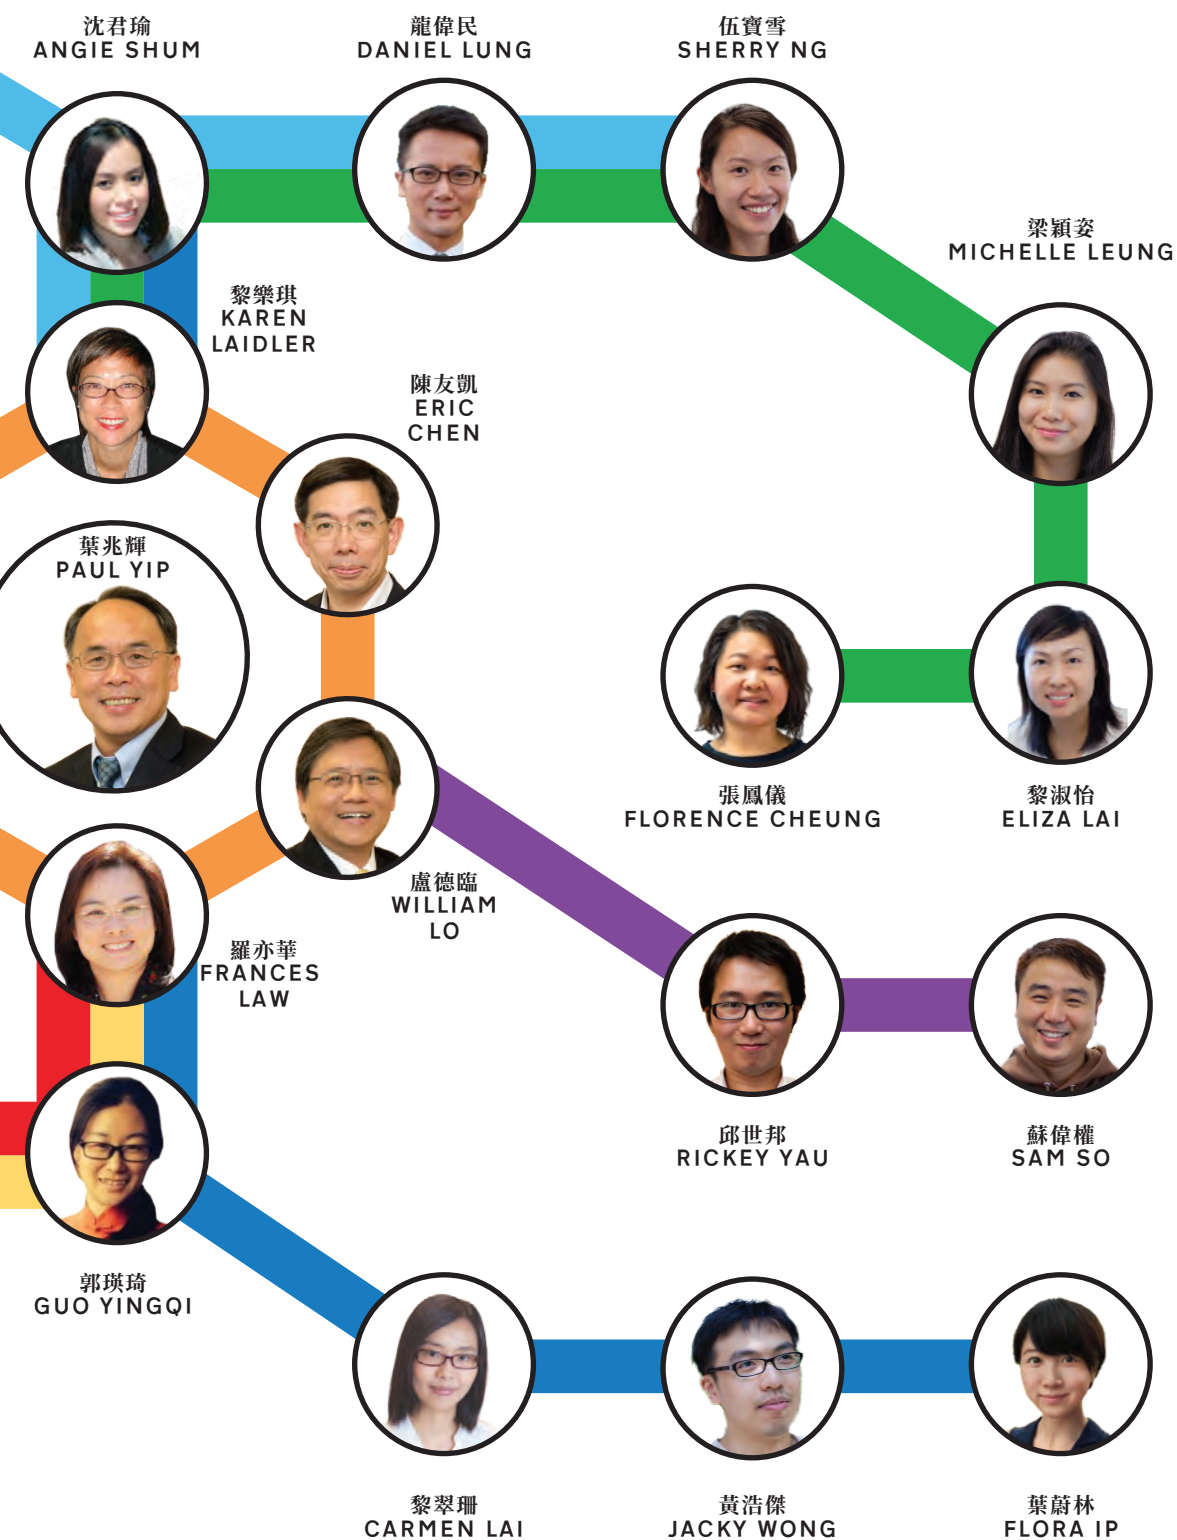 沈君瑜
ANGIE SHUM
龍偉民
DANIEL LUNG
伍寶雪
SHERRY NG
梁穎姿
MICHELLE LEUNG
黎樂琪
KAREN
LAIDLER
陳友凱
ERIC
CHEN
葉兆輝
PAUL YIP
張鳳儀
FLORENCE CHEUNG
黎淑怡
ELIZA LAI
盧德臨
WILLIAM
LO
羅亦華
FRANCES
LAW
邱世邦
RICKEY YAU
蘇偉權
SAM SO
郭瑛琦
GUO YINGQI
黎翠珊
CARMEN LAI
黃浩傑
JACKY WONG
葉蔚林
FLORA IP